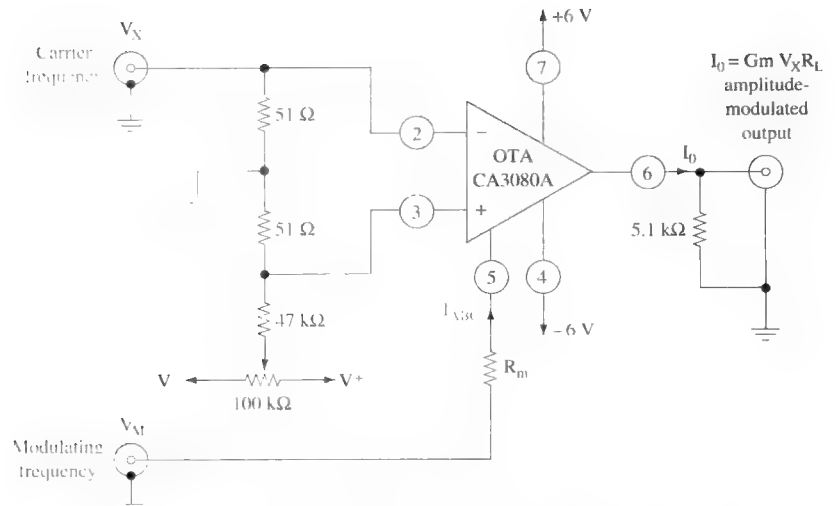 V_X
Carrier
frequency
51 Ω
51 Ω
47 kΩ
V
V⁺
100 kΩ
V_M
Modulating
frequency
2
3
−
+
OTA
CA3080A
+6 V
7
6
5
4
−6 V
I_ABC
R_m
I_0
5.1 kΩ
I_0 = Gm V_X R_L
amplitude-
modulated
output